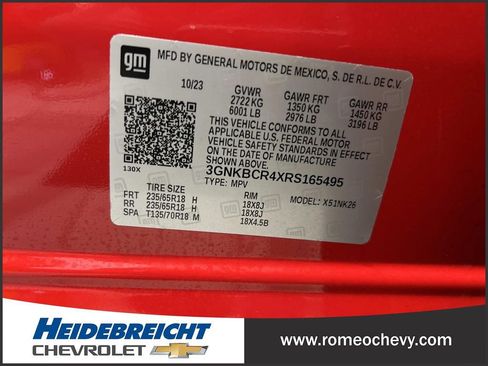 gm
MFD BY GENERAL MOTORS DE MEXICO, S. DE R.L. DE C.V.
10/23 GVWR GAWR FRT GAWR RR
2722 KG 1350 KG 1450 KG
6001 LB 2976 LB 3196 LB
THIS VEHICLE CONFORMS TO ALL
APPLICABLE U.S. FEDERAL MOTOR
VEHICLE SAFETY STANDARDS IN EFFECT
ON THE DATE OF MANUFACTURE
SHOWN ABOVE.
3GNKBCR4XRS165495
TYPE: MPV
130X
TIRE SIZE RIM MODEL: X51NK26
FRT 235/65R18 H 18X8J
RR 235/65R18 H 18X8J
SPA T135/70R18 M 18X4.5B
HEIDEBREICHT
CHEVROLET
www.romeochevy.com